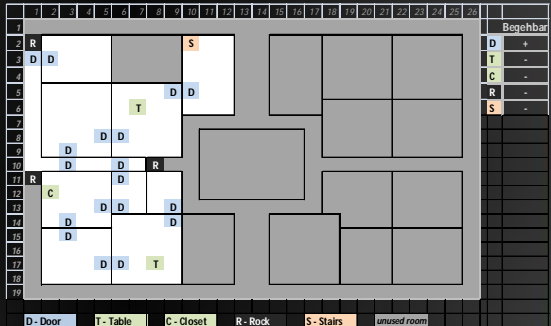 1 2 3 4 5 6 7 8 9 10 11 12 13 14 15 16 17 18 19 20 21 22 23 24 25 26
1 Begehbar
2 R S D +
3 D D T -
4 C -
5 D D R -
6 T S -
7
8 D D
9 D
10 D D R
11 R D
12 C
13 D D D
14 D D
15 D
16
17 D D T
18
19
D - Door T - Table C - Closet R - Rock S - Stairs unused room